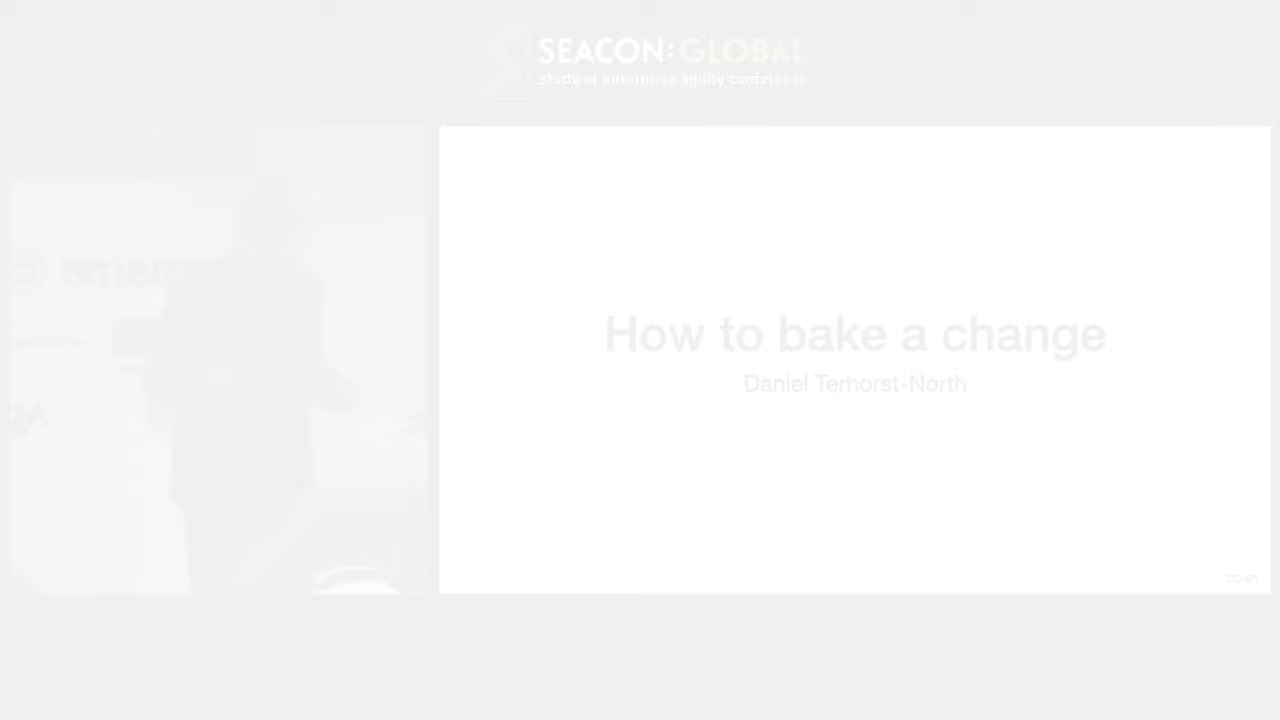 SEACON:GLOBAL
study of enterprise agility conference
How to bake a change
Daniel Terhorst-North